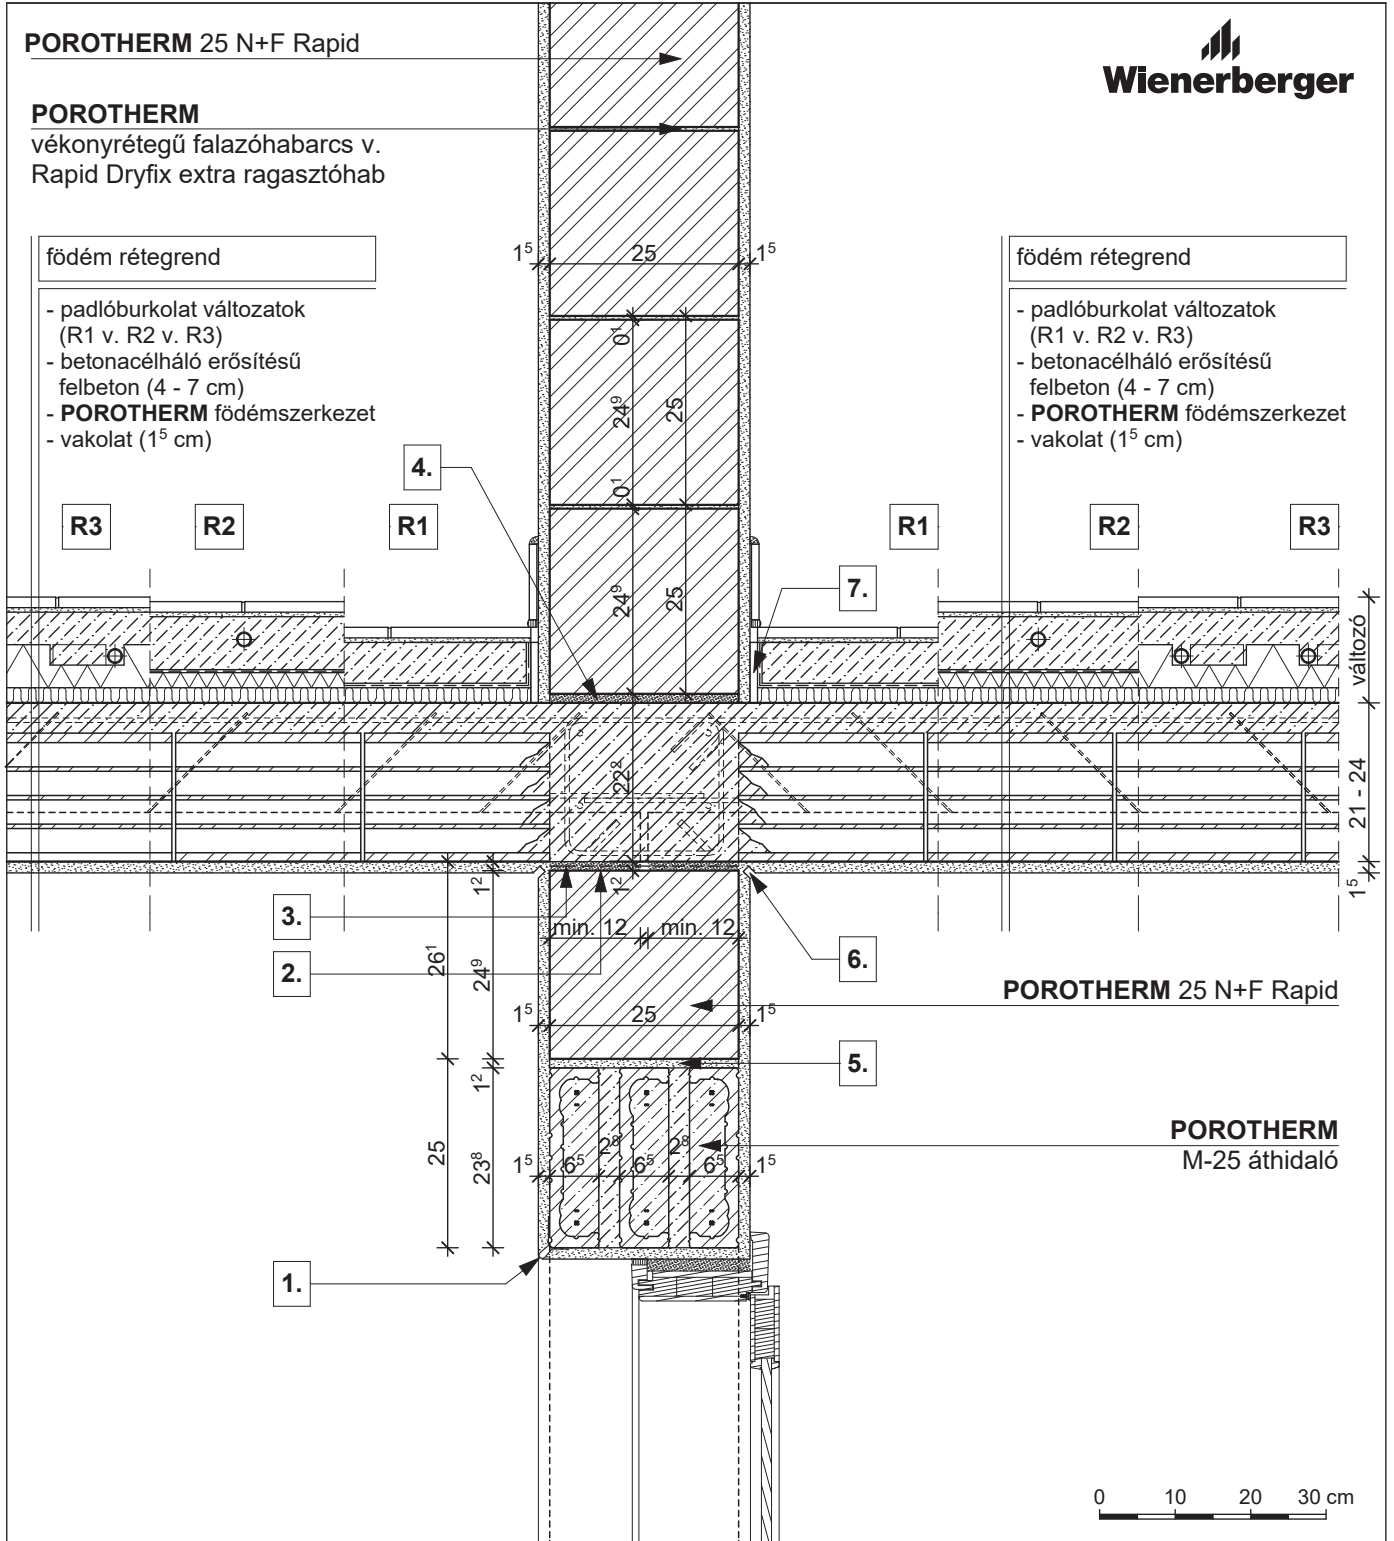 POROTHERM 25 N+F Rapid
Wienerberger
POROTHERM
vékonyrétegű falazóhabarcs v.
Rapid Dryfix extra ragasztóhab
födém rétegrend
- padlóburkolat változatok
(R1 v. R2 v. R3)
- betonacélháló erősítésű
felbeton (4 - 7 cm)
- POROTHERM födémszerkezet
- vakolat (1⁵ cm)
födém rétegrend
- padlóburkolat változatok
(R1 v. R2 v. R3)
- betonacélháló erősítésű
felbeton (4 - 7 cm)
- POROTHERM födémszerkezet
- vakolat (1⁵ cm)
1⁵ 25 1⁵
0¹
24⁹ 25
0¹
4.
R3 R2 R1
R1 R2 R3
24⁹ 25
7.
változó
22²
21 - 24
1⁵
1²
1²
3.
min. 12 min. 12
2.
6.
26¹
24⁹
POROTHERM 25 N+F Rapid
1⁵ 25 1⁵
5.
1²
POROTHERM
M-25 áthidaló
25
23⁸
2⁸ 2⁸
1⁵ 6⁵ 6⁵ 6⁵ 1⁵
1.
0 10 20 30 cm